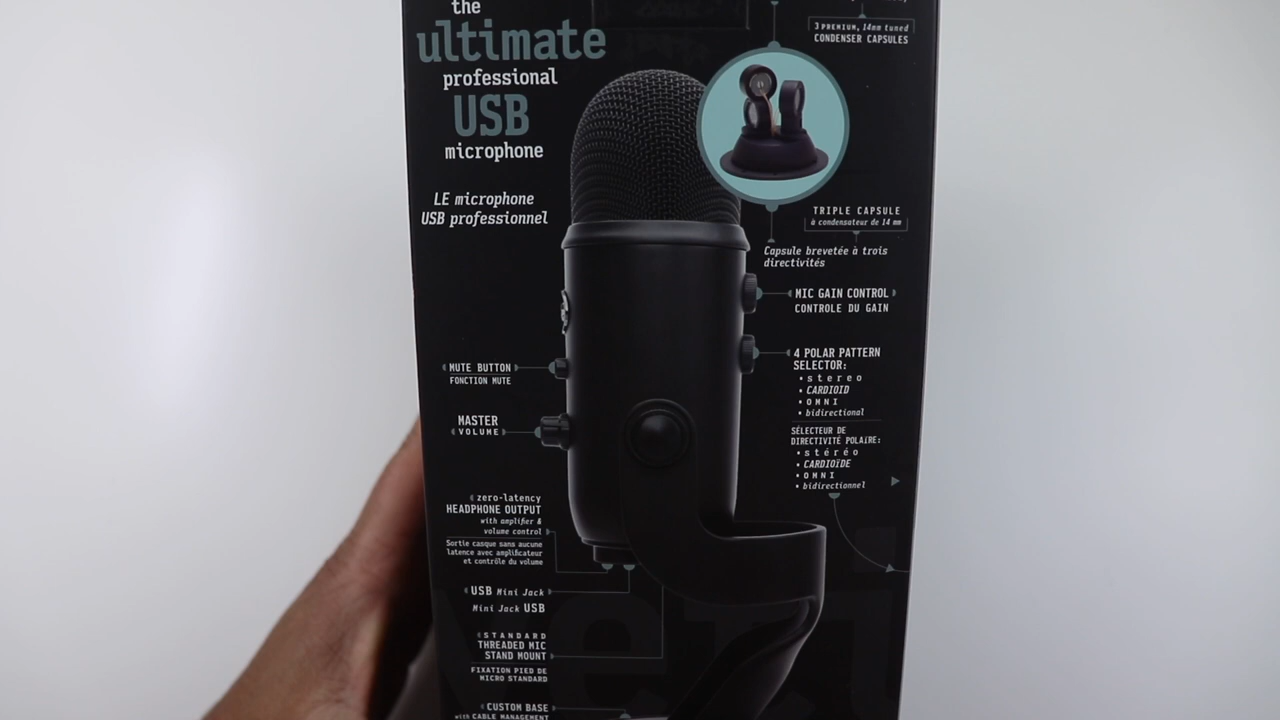 the
ultimate
professional
USB
microphone
LE microphone
USB professionnel
MUTE BUTTON
FONCTION MUTE
MASTER
VOLUME
zero-latency
HEADPHONE OUTPUT
with amplifier &
volume control
Sortie casque sans aucune
latence avec amplificateur
et contrôle du volume
USB Mini Jack
Mini Jack USB
STANDARD
THREADED MIC
STAND MOUNT
FIXATION PIED DE
MICRO STANDARD
CUSTOM BASE
with CABLE MANAGEMENT
3 PREMIUM, 14mm tuned
CONDENSER CAPSULES
TRIPLE CAPSULE
à condensateur de 14 mm
Capsule brevetée à trois
directivités
MIC GAIN CONTROL
CONTROLE DU GAIN
4 POLAR PATTERN
SELECTOR:
• stereo
• CARDIOID
• OMNI
• bidirectional
SÉLECTEUR DE
DIRECTIVITÉ POLAIRE:
• stéréo
• CARDIOÏDE
• OMNI
• bidirectionnel